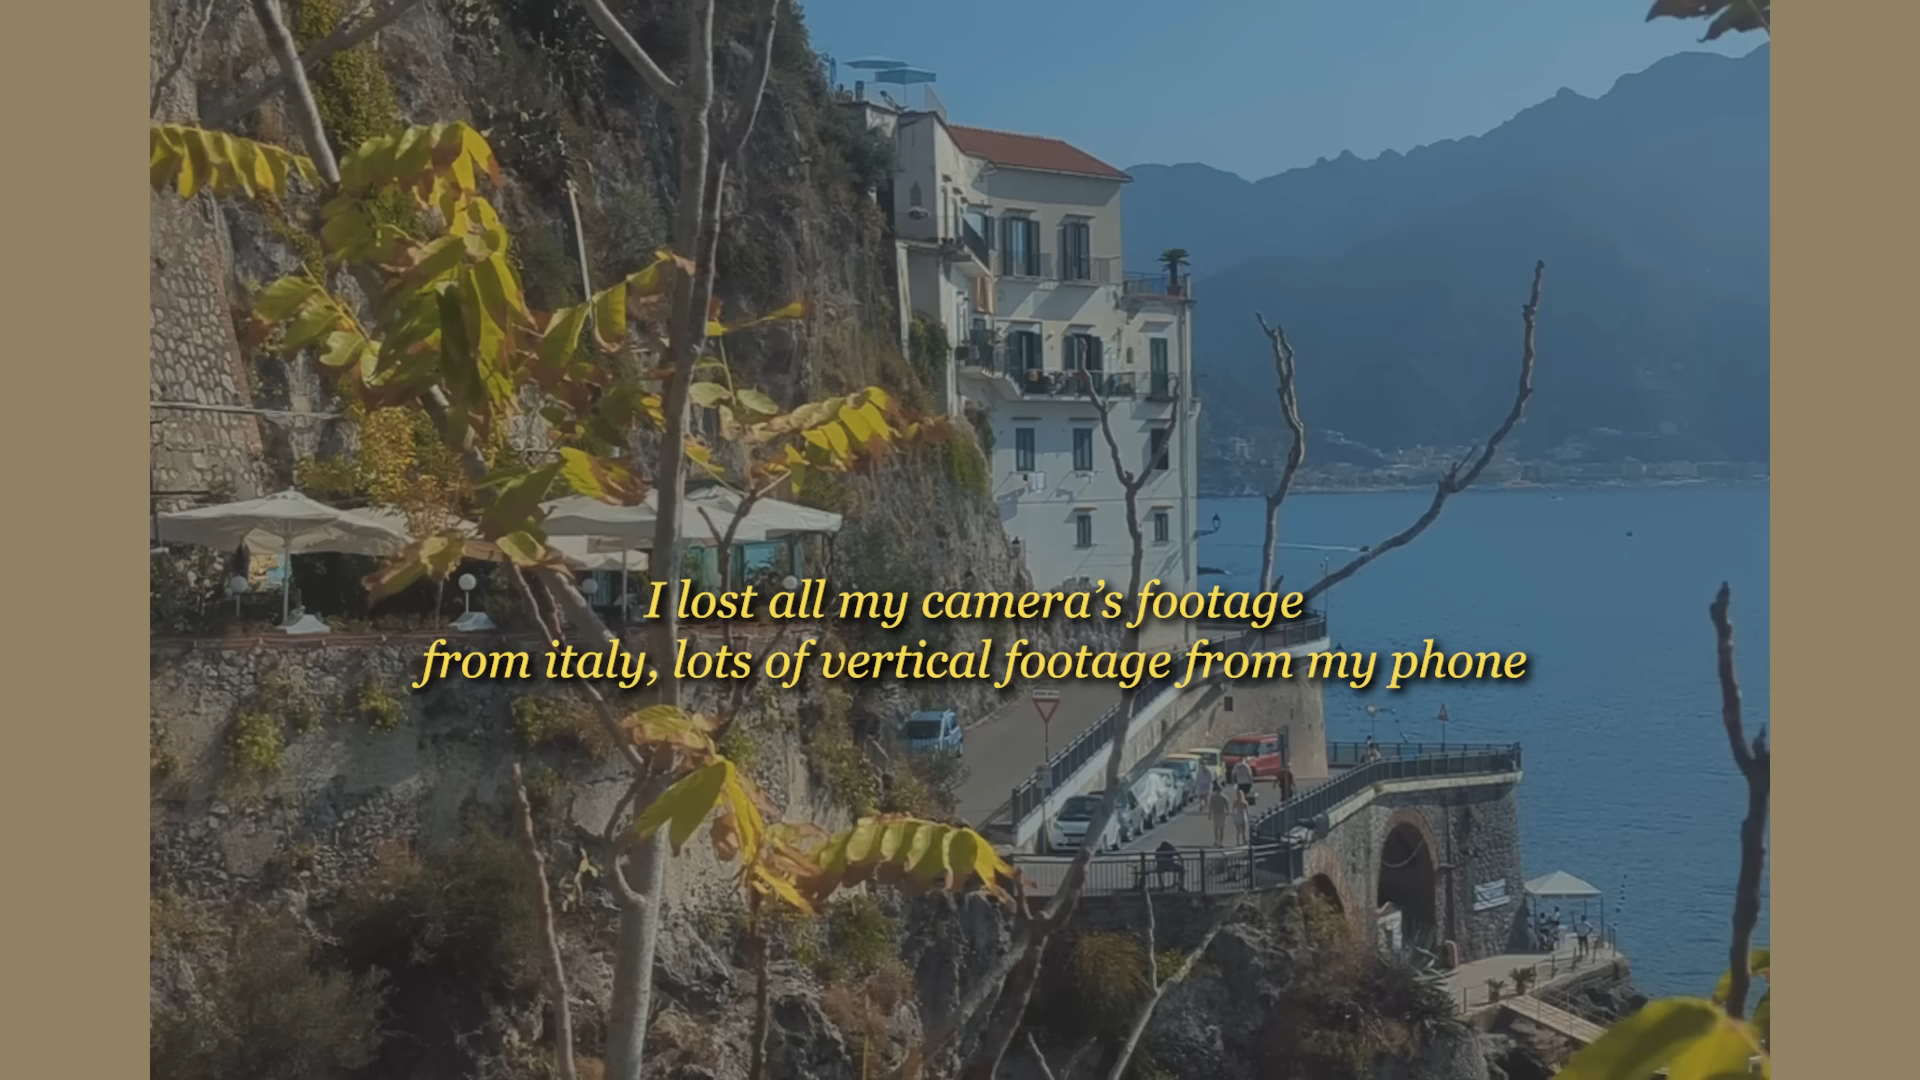 I lost all my camera’s footage
from italy, lots of vertical footage from my phone